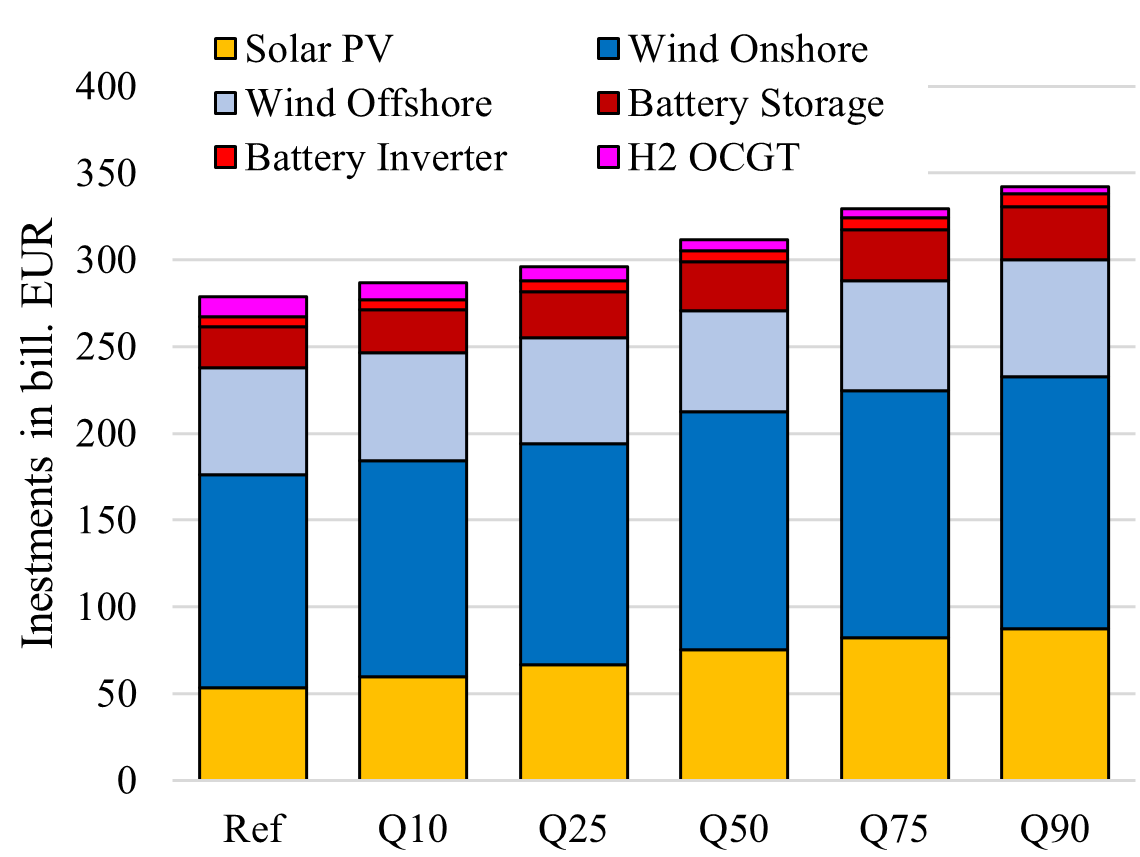 Solar PV
Wind Onshore
Wind Offshore
Battery Storage
Battery Inverter
H2 OCGT
Inestments in bill. EUR
400
350
300
250
200
150
100
50
0
Ref
Q10
Q25
Q50
Q75
Q90